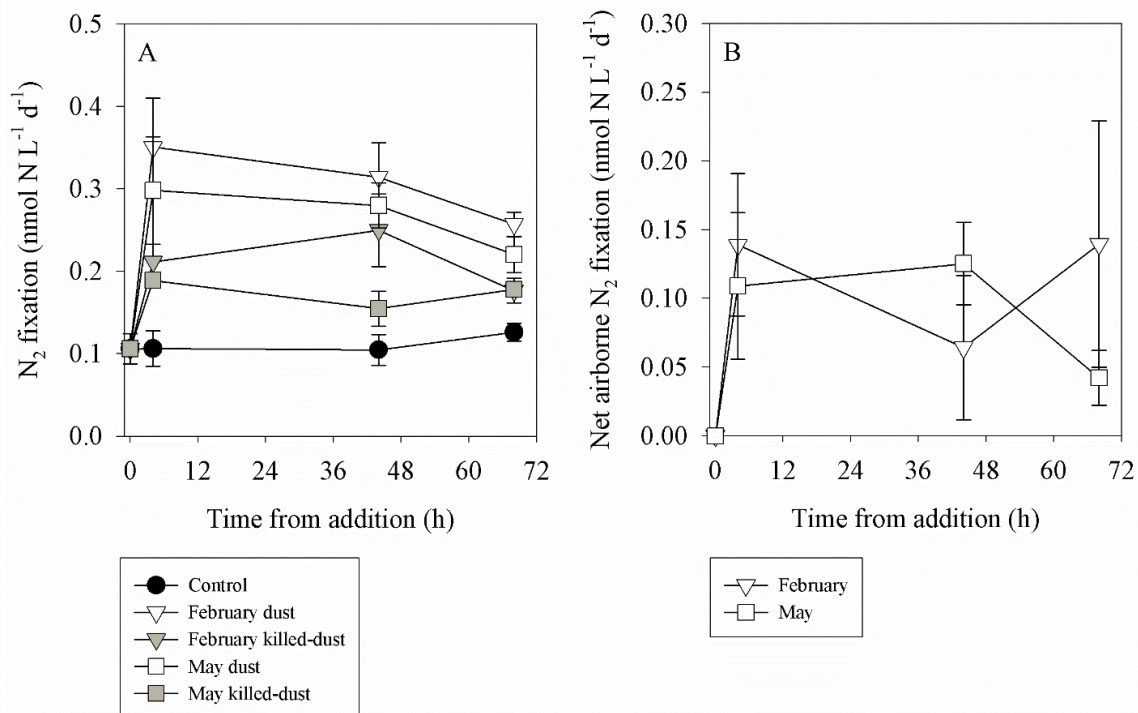 A
N₂ fixation (nmol N L⁻¹ d⁻¹)
0.5
0.4
0.3
0.2
0.1
0.0
0 12 24 36 48 60 72
Time from addition (h)
Control
February dust
February killed-dust
May dust
May killed-dust
B
Net airborne N₂ fixation (nmol N L⁻¹ d⁻¹)
0.30
0.25
0.20
0.15
0.10
0.05
0.00
0 12 24 36 48 60 72
Time from addition (h)
February
May